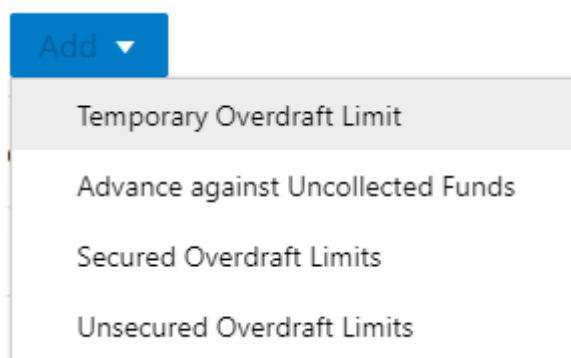 Add
Temporary Overdraft Limit
Advance against Uncollected Funds
Secured Overdraft Limits
Unsecured Overdraft Limits